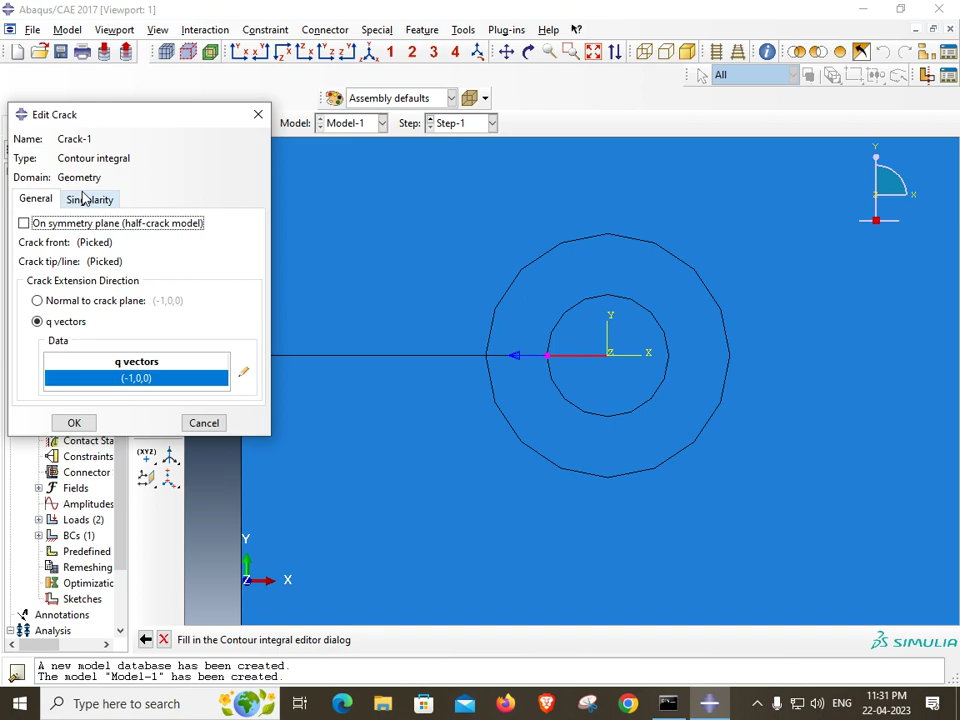 Abaqus/CAE 2017 [Viewport: 1]
File Model Viewport View Interaction Constraint Connector Special Feature Tools Plug-ins Help
1 2 3 4
All
Assembly defaults
Model: Model-1 Step: Step-1
Edit Crack
Name: Crack-1
Type: Contour integral
Domain: Geometry
General Singularity
On symmetry plane (half-crack model)
Crack front: (Picked)
Crack tip/line: (Picked)
Crack Extension Direction
Normal to crack plane: (-1,0,0)
q vectors
Data
q vectors
(-1,0,0)
OK Cancel
Contact Sta
Constraints
Connector
Fields
Amplitudes
Loads (2)
BCs (1)
Predefined
Remeshing
Optimizatic
Sketches
Annotations
Analysis
(XYZ)
Y
X
Z
Y
X
Z
Y
X
Z
Fill in the Contour integral editor dialog
SIMULIA
A new model database has been created.
The model "Model-1" has been created.
Type here to search
ENG
11:31 PM
22-04-2023